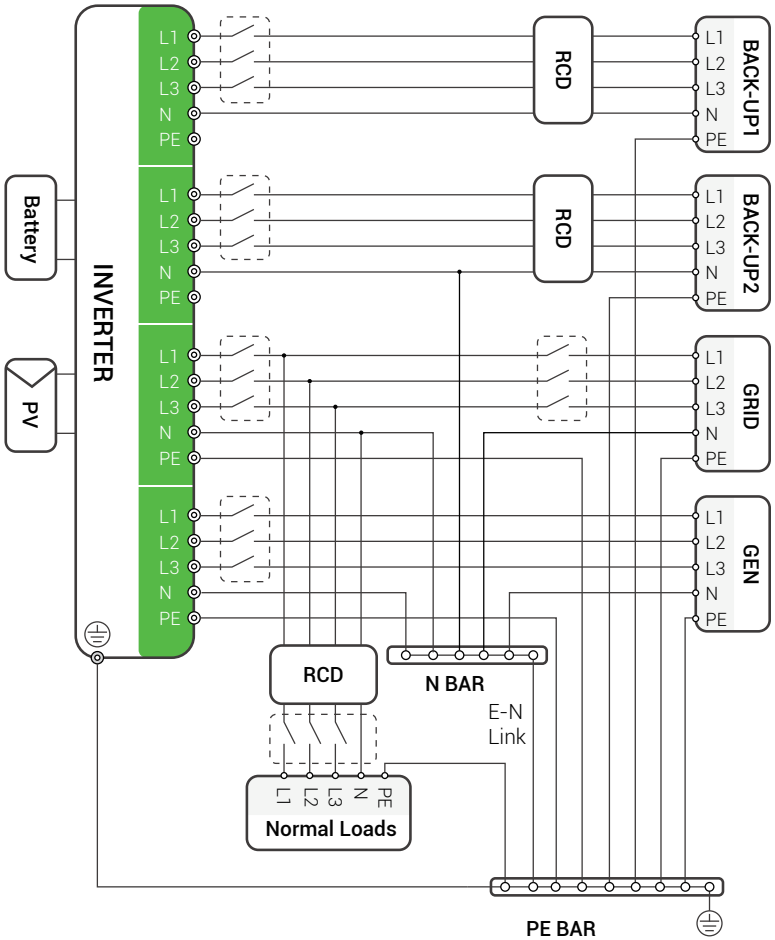 Battery
PV
INVERTER
L1
L2
L3
N
PE
L1
L2
L3
N
PE
L1
L2
L3
N
PE
L1
L2
L3
N
PE
RCD
RCD
L1
L2
L3
N
PE
BACK-UP1
L1
L2
L3
N
PE
BACK-UP2
L1
L2
L3
N
PE
GRID
L1
L2
L3
N
PE
GEN
RCD
N BAR
E-N
Link
L1
L2
L3
N
PE
Normal Loads
PE BAR